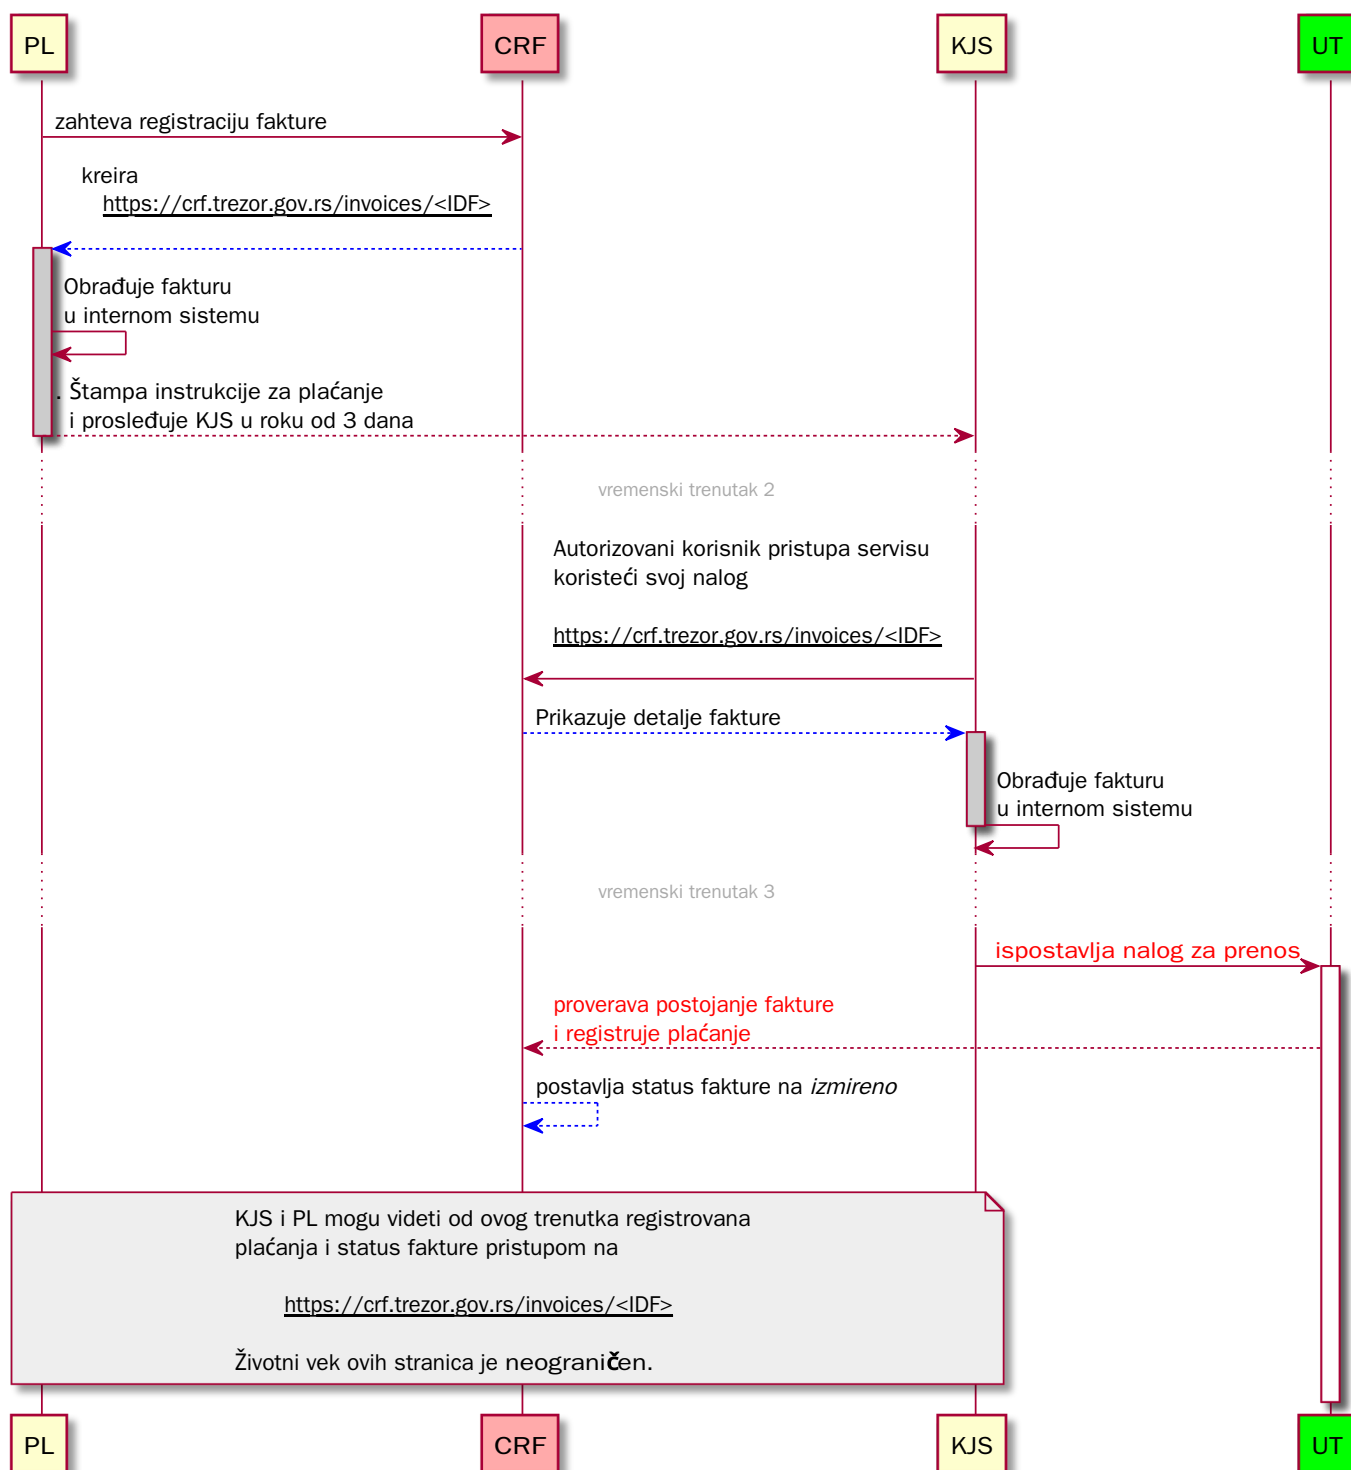 PL
CRF
KJS
UT
zahteva registraciju fakture
kreira
https://crf.trezor.gov.rs/invoices/<IDF>
Obrađuje fakturu
u internom sistemu
. Štampa instrukcije za plaćanje
i prosleđuje KJS u roku od 3 dana
vremenski trenutak 2
Autorizovani korisnik pristupa servisu
koristeći svoj nalog
https://crf.trezor.gov.rs/invoices/<IDF>
Prikazuje detalje fakture
Obrađuje fakturu
u internom sistemu
vremenski trenutak 3
ispostavlja nalog za prenos
proverava postojanje fakture
i registruje plaćanje
postavlja status fakture na izmireno
KJS i PL mogu videti od ovog trenutka registrovana
plaćanja i status fakture pristupom na
https://crf.trezor.gov.rs/invoices/<IDF>
Životni vek ovih stranica je neograničen.
PL
CRF
KJS
UT